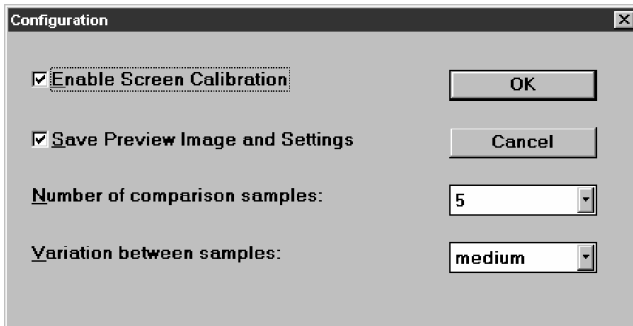 Configuration
Enable Screen Calibration
OK
Save Preview Image and Settings
Cancel
Number of comparison samples:
5
Variation between samples:
medium